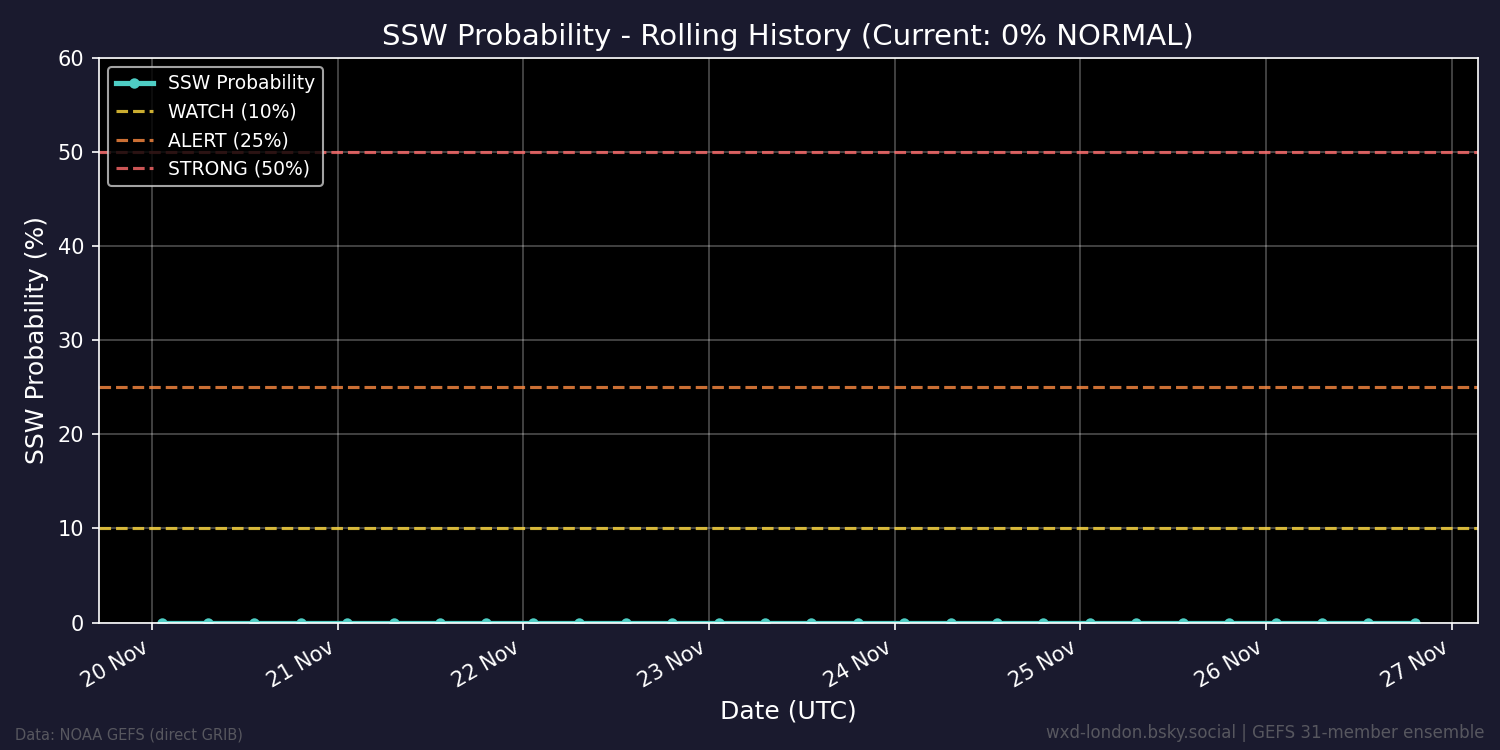 SSW Probability - Rolling History (Current: 0% NORMAL)
SSW Probability
WATCH (10%)
ALERT (25%)
STRONG (50%)
SSW Probability (%)
60
50
40
30
20
10
0
20 Nov
21 Nov
22 Nov
23 Nov
24 Nov
25 Nov
26 Nov
27 Nov
Date (UTC)
Data: NOAA GEFS (direct GRIB)
wxd-london.bsky.social | GEFS 31-member ensemble